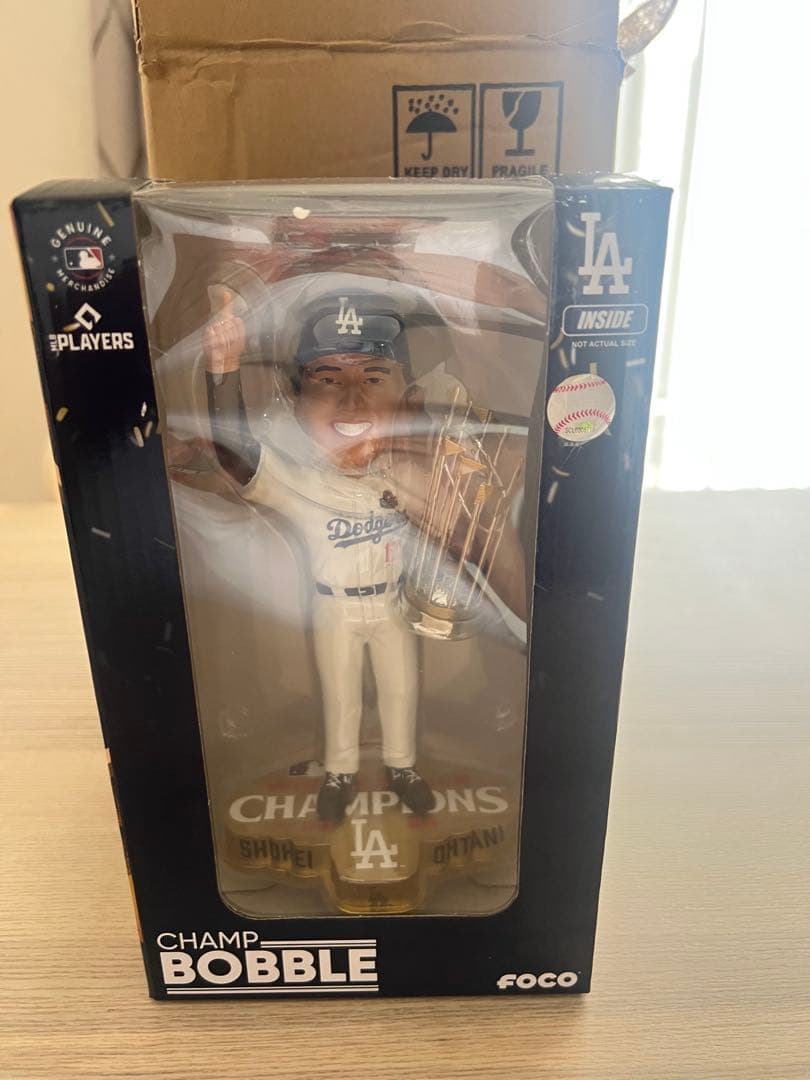 KEEP DRY
FRAGILE
GENUINE
MERCHANDISE
MLB PLAYERS
LA
INSIDE
NOT ACTUAL SIZE
LA
Dodgers
CHAMPIONS
SHOHEI
OHTANI
LA
CHAMP
BOBBLE
FOCO